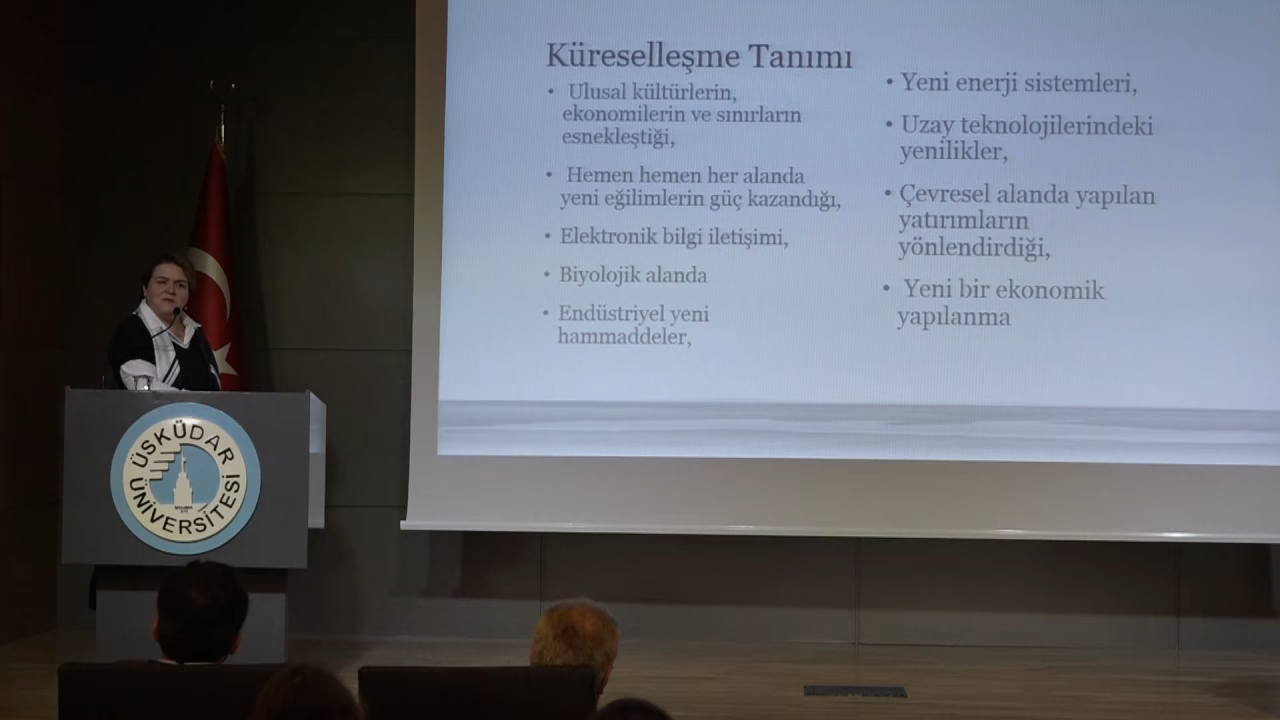 Küreselleşme Tanımı
• Ulusal kültürlerin,
ekonomilerin ve sınırların
esnekleştiği,
• Hemen hemen her alanda
yeni eğilimlerin güç kazandığı,
• Elektronik bilgi iletişimi,
• Biyolojik alanda
• Endüstriyel yeni
hammaddeler,
• Yeni enerji sistemleri,
• Uzay teknolojilerindeki
yenilikler,
• Çevresel alanda yapılan
yatırımların
yönlendirdiği,
• Yeni bir ekonomik
yapılanma
ÜSKÜDAR
ÜNİVERSİTESİ